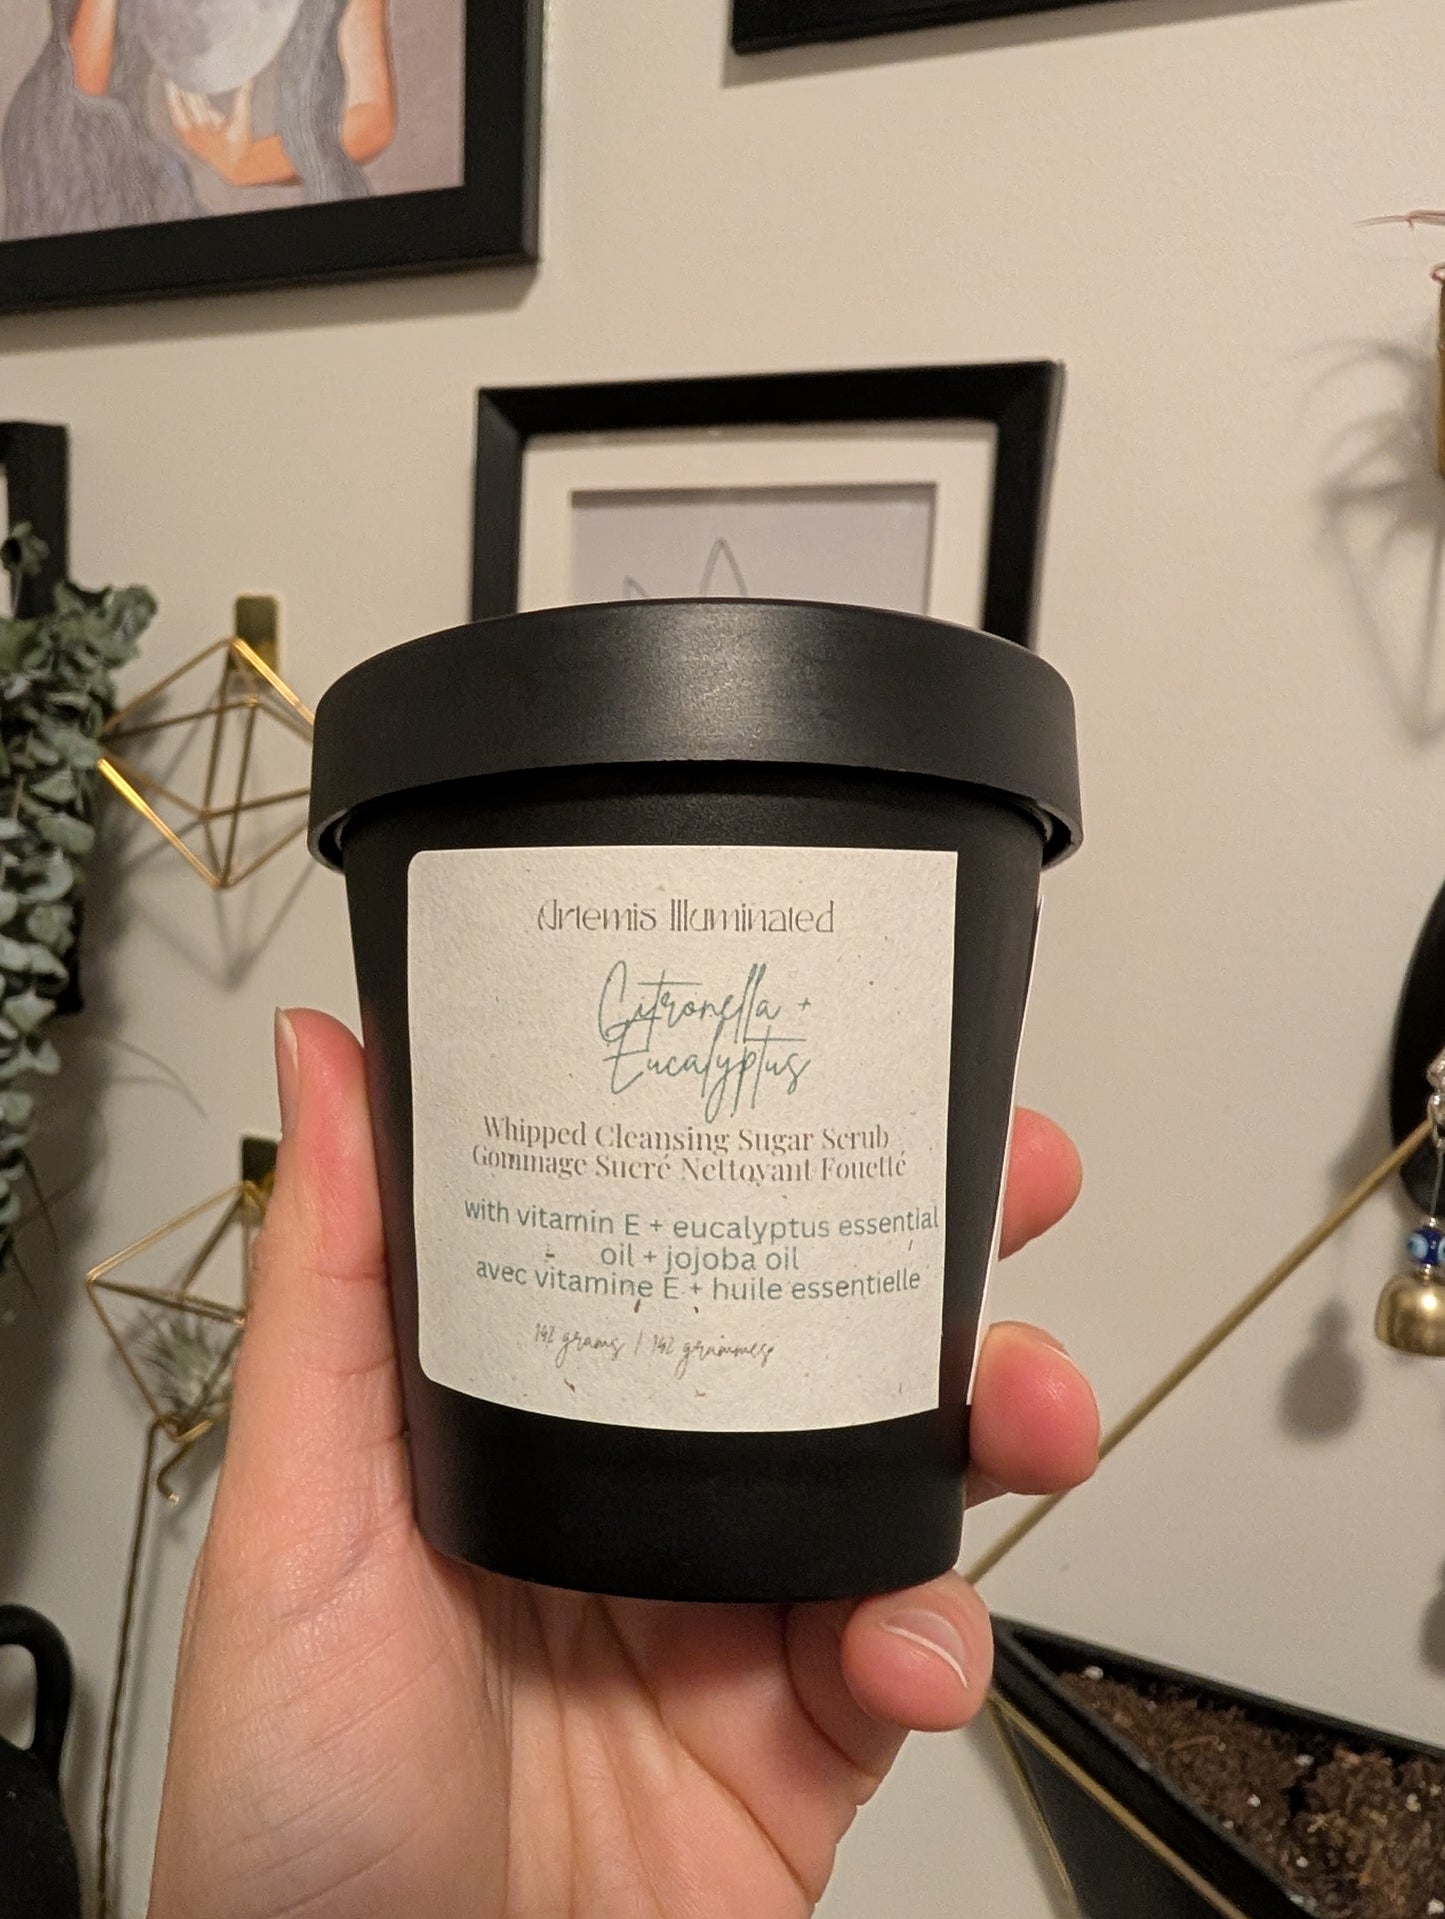 Artemis Illuminated
Citronella +
Eucalyptus
Whipped Cleansing Sugar Scrub
Gommage Sucré Nettoyant Fouetté
with vitamin E + eucalyptus essential
oil + jojoba oil
avec vitamine E + huile essentielle
142 grams | 142 grammes